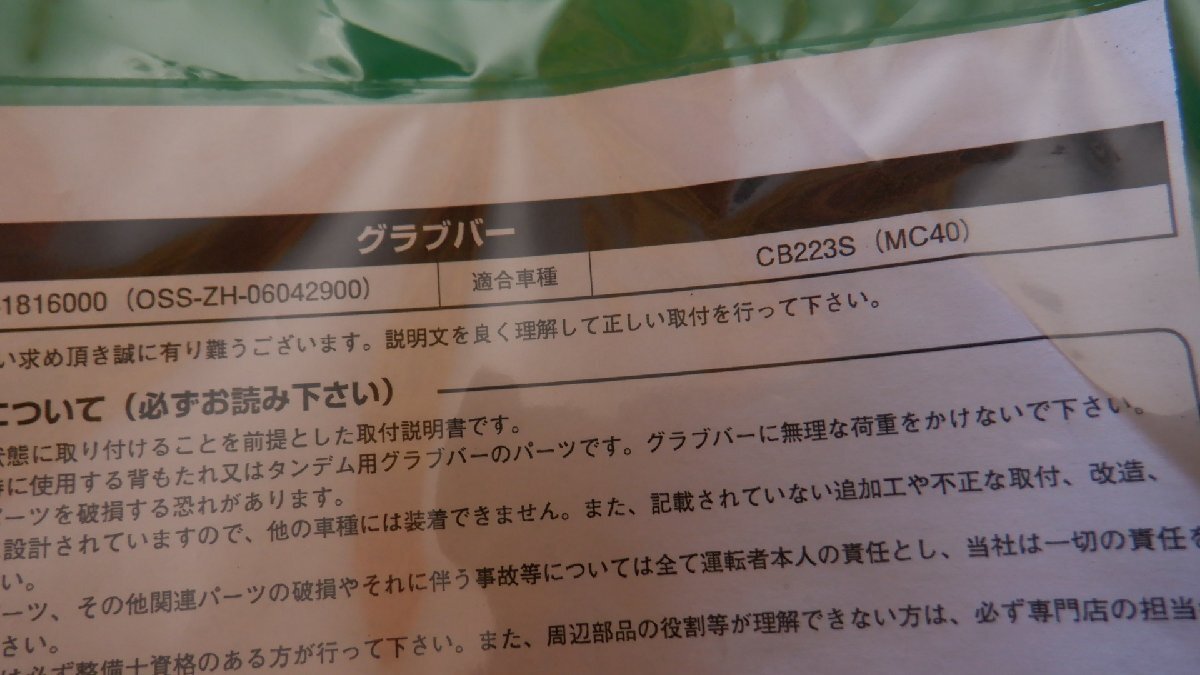 グラブバー
1816000（OSS-ZH-06042900）　適合車種　CB223S（MC40）
い求め頂き誠に有り難うございます。説明文を良く理解して正しい取付を行って下さい。
について（必ずお読み下さい）
状態に取り付けることを前提とした取付説明書です。
時に使用する背もたれ又はタンデム用グラブバーのパーツです。グラブバーに無理な荷重をかけないで下さい。
パーツを破損する恐れがあります。
設計されていますので、他の車種には装着できません。また、記載されていない追加工や不正な取付、改造、
い。
ーツ、その他関連パーツの破損やそれに伴う事故等については全て運転者本人の責任とし、当社は一切の責任を
さい。
は必ず整備士資格のある方が行って下さい。また、周辺部品の役割等が理解できない方は、必ず専門店の担当